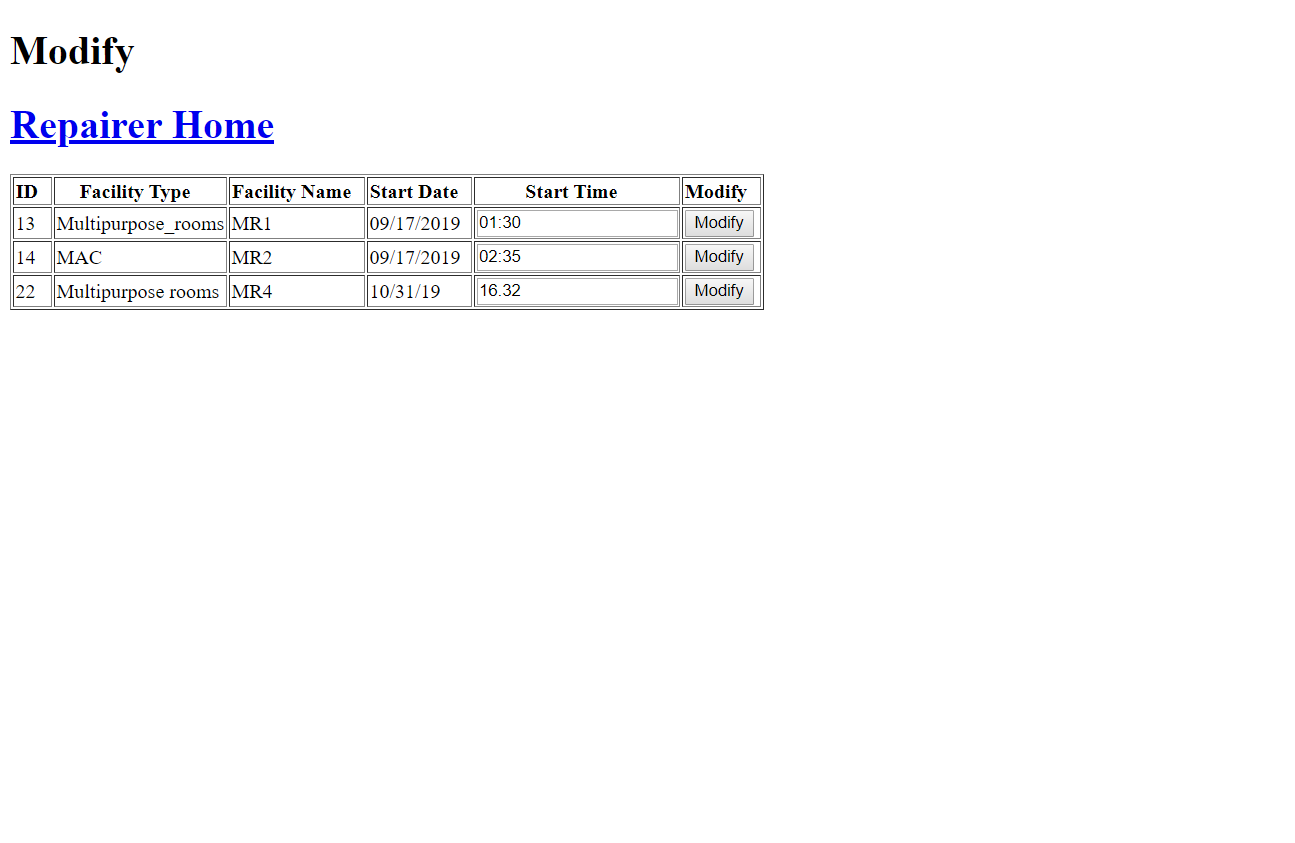 Modify
Repairer Home
ID Facility Type Facility Name Start Date Start Time Modify
13 Multipurpose_rooms MR1 09/17/2019 01:30 Modify
14 MAC MR2 09/17/2019 02:35 Modify
22 Multipurpose rooms MR4 10/31/19 16.32 Modify